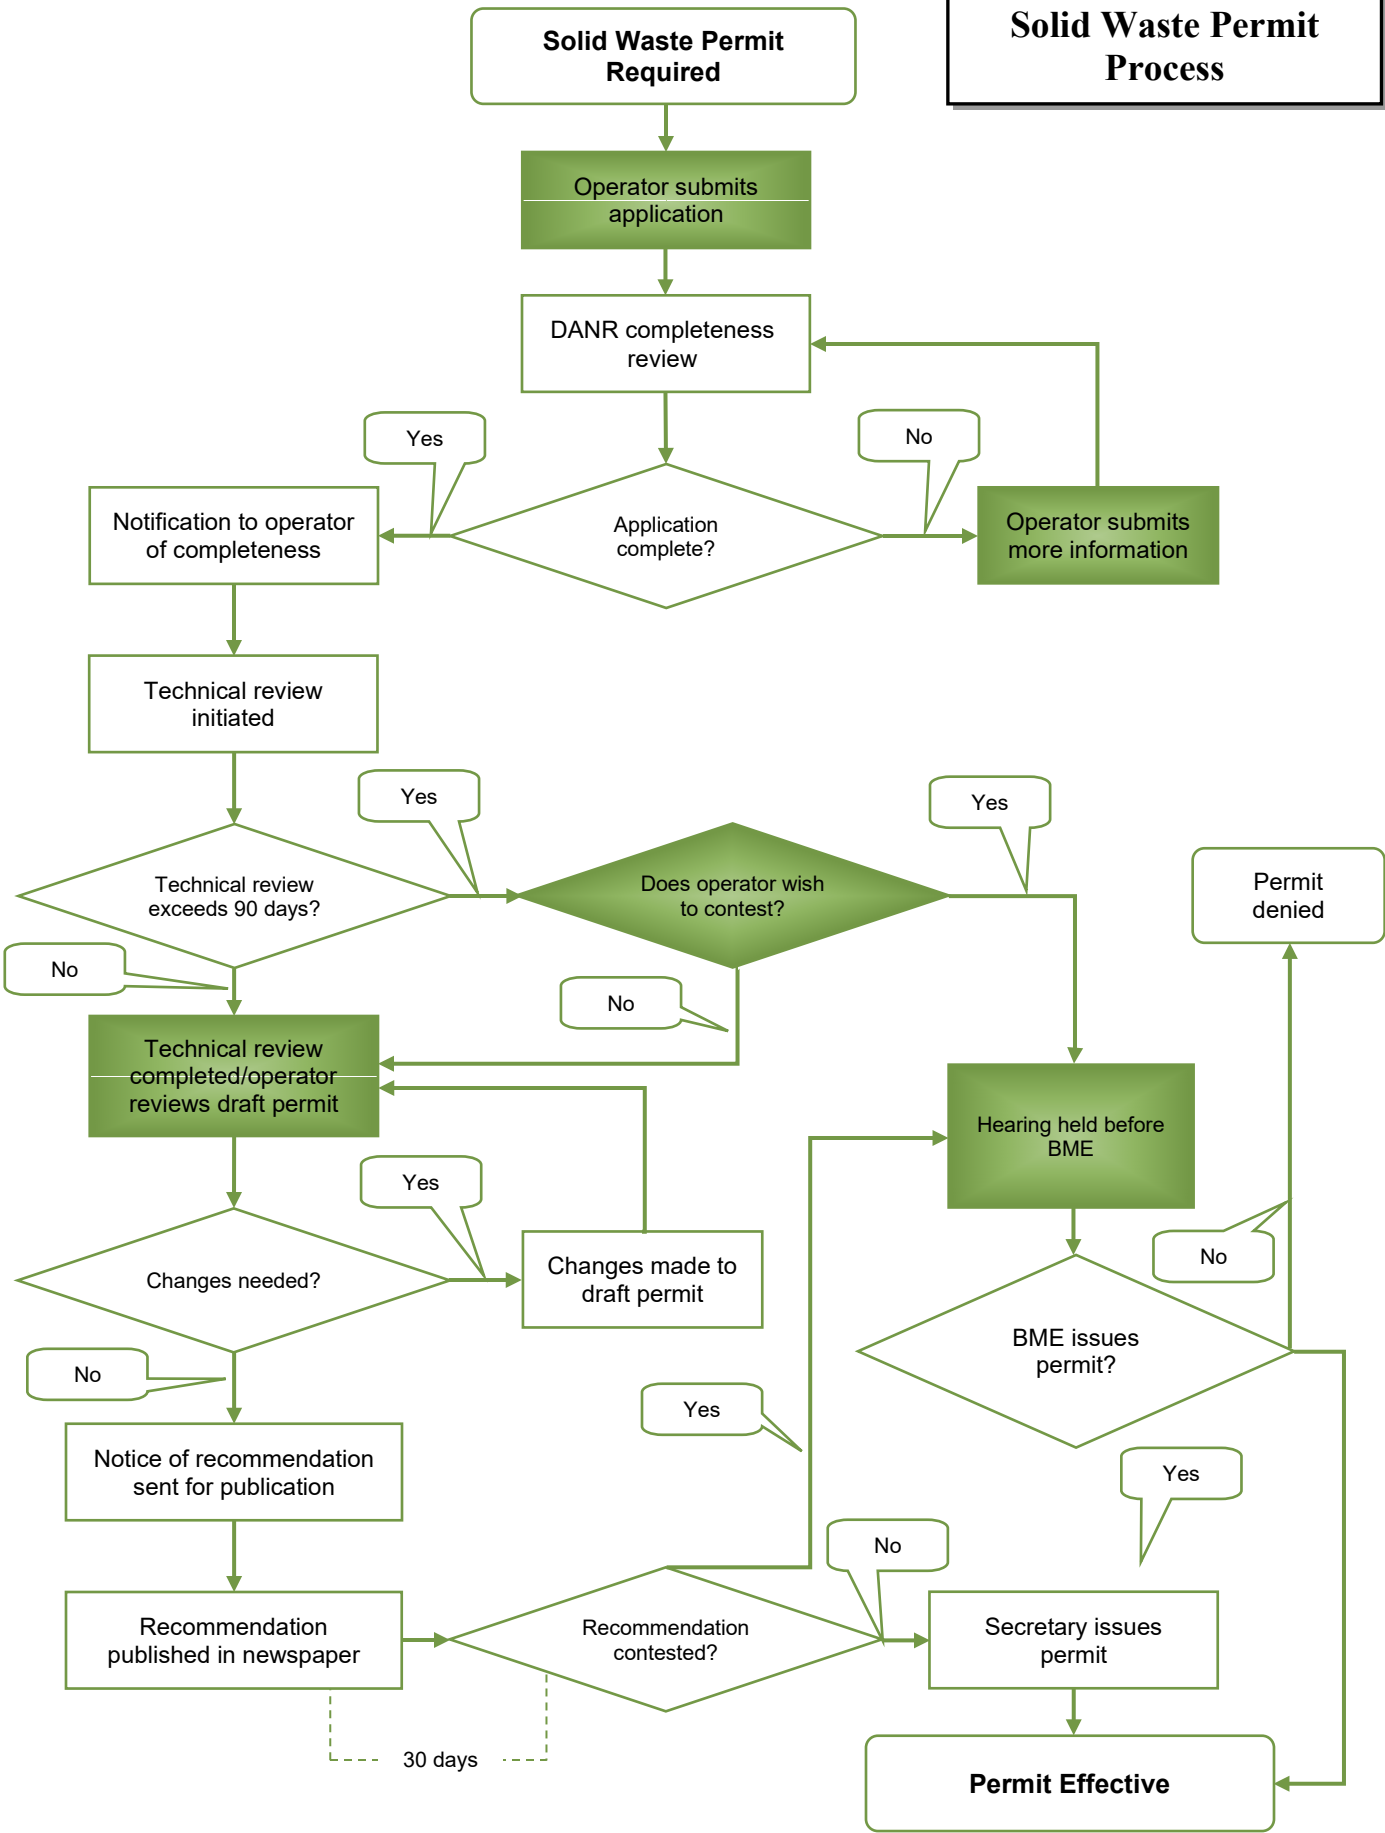 Solid Waste Permit
Process
Solid Waste Permit
Required
Operator submits
application
DANR completeness
review
Yes
No
Application
complete?
Notification to operator
of completeness
Operator submits
more information
Technical review
initiated
Yes
Yes
Technical review
exceeds 90 days?
Does operator wish
to contest?
Permit
denied
No
No
Technical review
completed/operator
reviews draft permit
Hearing held before
BME
Yes
No
Changes needed?
Changes made to
draft permit
BME issues
permit?
No
Yes
Notice of recommendation
sent for publication
Yes
No
Recommendation
published in newspaper
Recommendation
contested?
Secretary issues
permit
30 days
Permit Effective